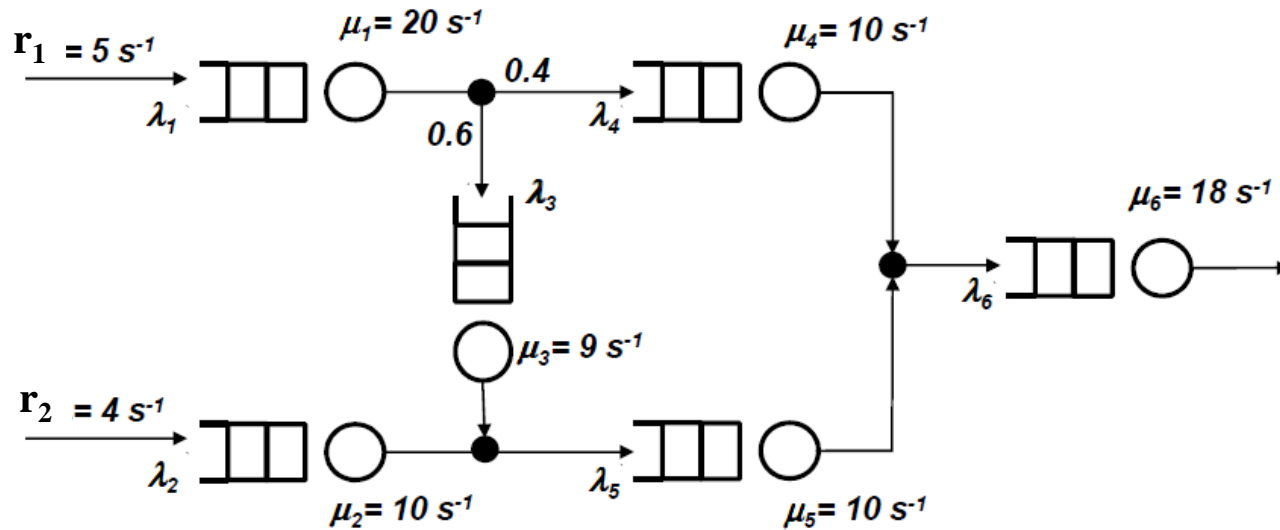 r₁ = 5 s⁻¹
μ₁= 20 s⁻¹
μ₄= 10 s⁻¹
0.4
λ₁
λ₄
0.6
λ₃
μ₆= 18 s⁻¹
λ₆
μ₃= 9 s⁻¹
r₂ = 4 s⁻¹
λ₂
λ₅
μ₂= 10 s⁻¹
μ₅= 10 s⁻¹